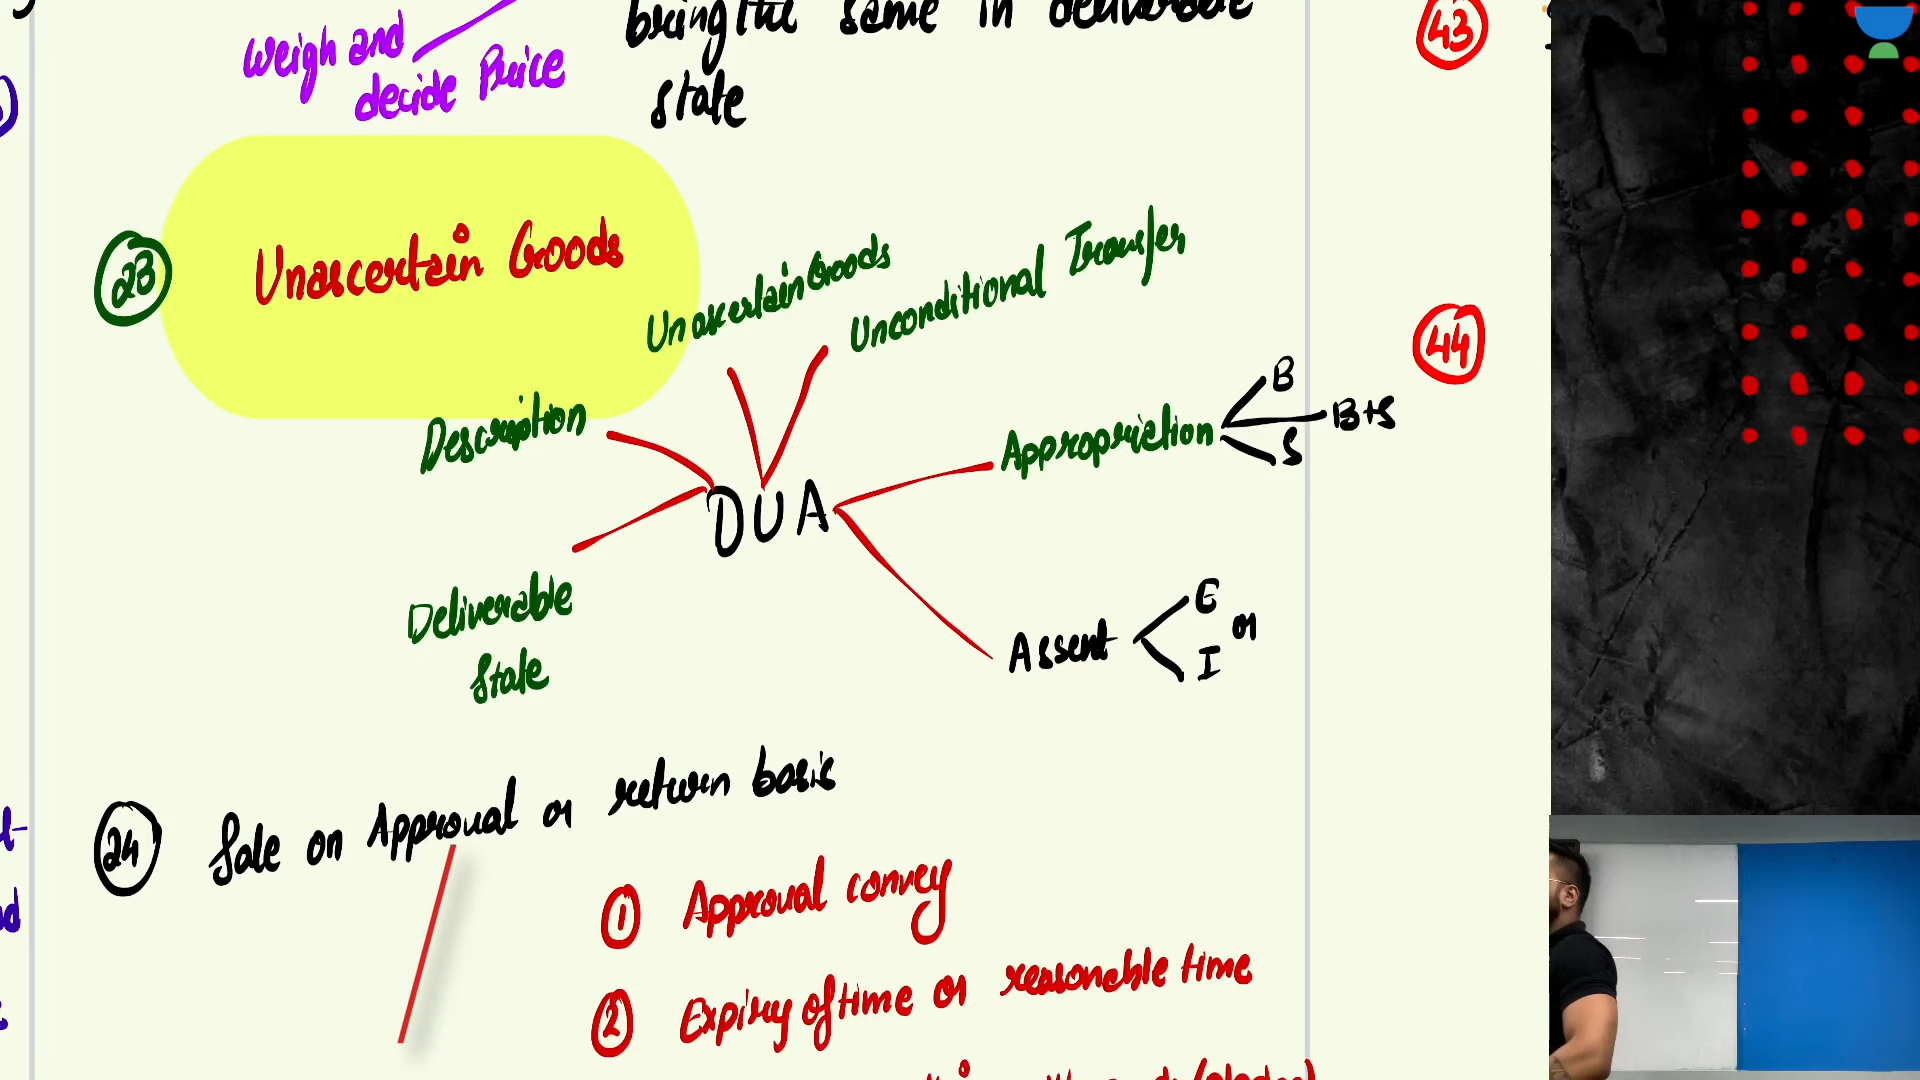 being the same in deliverable
state
Weigh and
decide Price
43
23
Unascertain Goods
Unascertain Goods
Unconditional Transfer
44
Description
Appropriation
B
B+S
S
DUA
Deliverable
State
Assent
E
or
I
24
Sale on Approval or return basis
1 Approval convey
2 Expiry of time or reasonable time